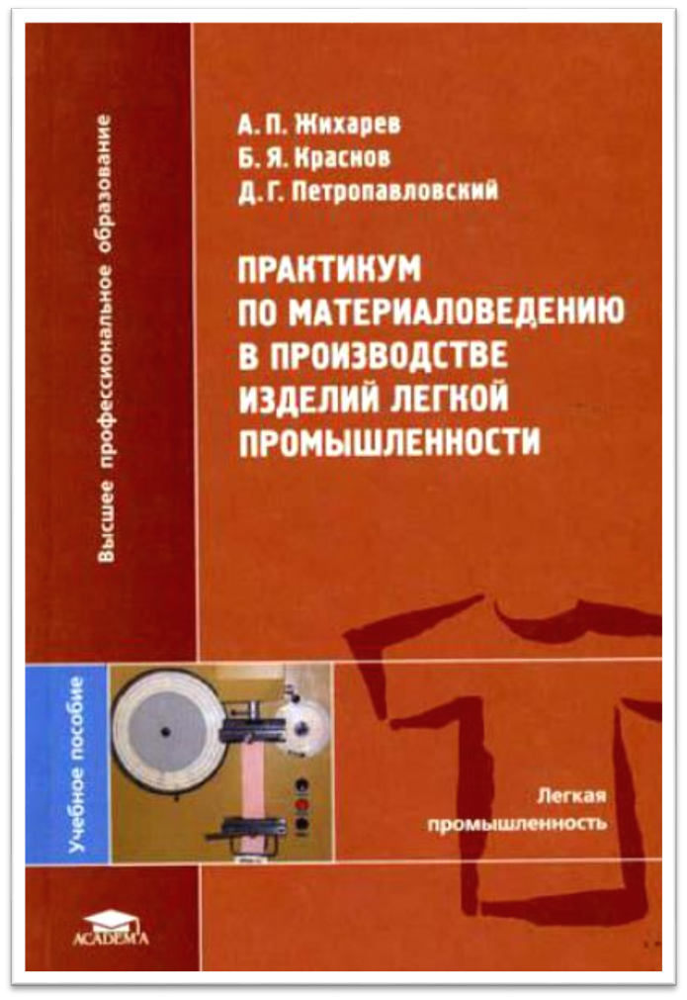 А. П. Жихарев
Б. Я. Краснов
Д. Г. Петропавловский
ПРАКТИКУМ
ПО МАТЕРИАЛОВЕДЕНИЮ
В ПРОИЗВОДСТВЕ
ИЗДЕЛИЙ ЛЕГКОЙ
ПРОМЫШЛЕННОСТИ
Высшее профессиональное образование
Учебное пособие
Легкая
промышленность
ACADEMA